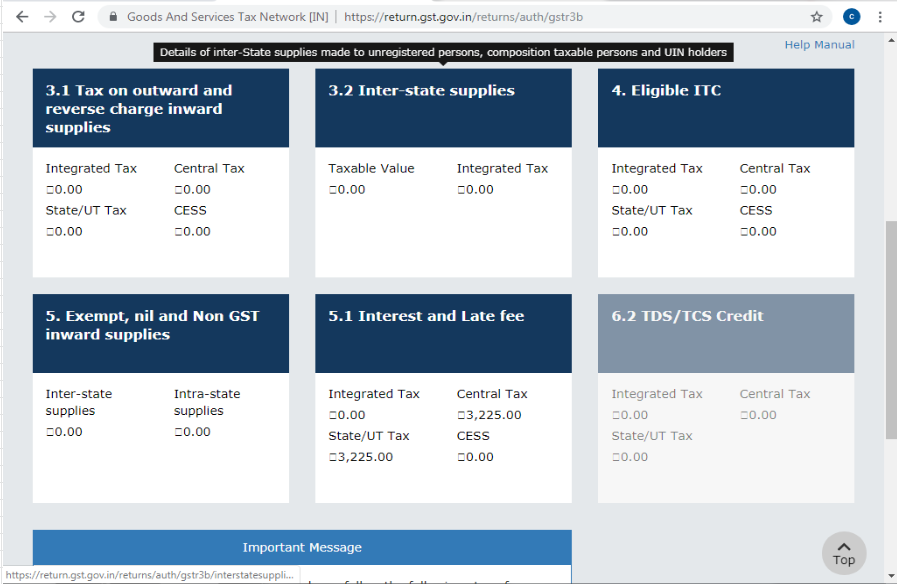 Goods And Services Tax Network [IN] | https://return.gst.gov.in/returns/auth/gstr3b
C
Details of inter-State supplies made to unregistered persons, composition taxable persons and UIN holders
Help Manual
3.1 Tax on outward and
reverse charge inward
supplies
Integrated Tax Central Tax
□0.00 □0.00
State/UT Tax CESS
□0.00 □0.00
3.2 Inter-state supplies
Taxable Value Integrated Tax
□0.00 □0.00
4. Eligible ITC
Integrated Tax Central Tax
□0.00 □0.00
State/UT Tax CESS
□0.00 □0.00
5. Exempt, nil and Non GST
inward supplies
Inter-state Intra-state
supplies supplies
□0.00 □0.00
5.1 Interest and Late fee
Integrated Tax Central Tax
□0.00 □3,225.00
State/UT Tax CESS
□3,225.00 □0.00
6.2 TDS/TCS Credit
Integrated Tax Central Tax
□0.00 □0.00
State/UT Tax
□0.00
Important Message
Top
https://return.gst.gov.in/returns/auth/gstr3b/interstatesuppli...